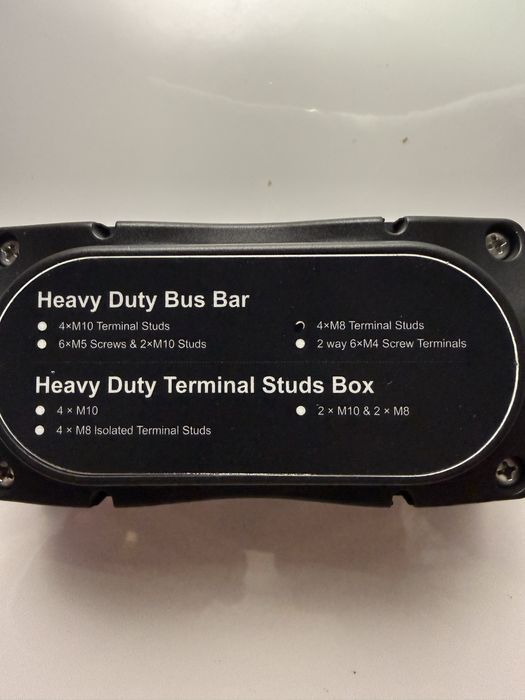 Heavy Duty Bus Bar
4×M10 Terminal Studs
4×M8 Terminal Studs
6×M5 Screws & 2×M10 Studs
2 way 6×M4 Screw Terminals
Heavy Duty Terminal Studs Box
4 × M10
2 × M10 & 2 × M8
4 × M8 Isolated Terminal Studs